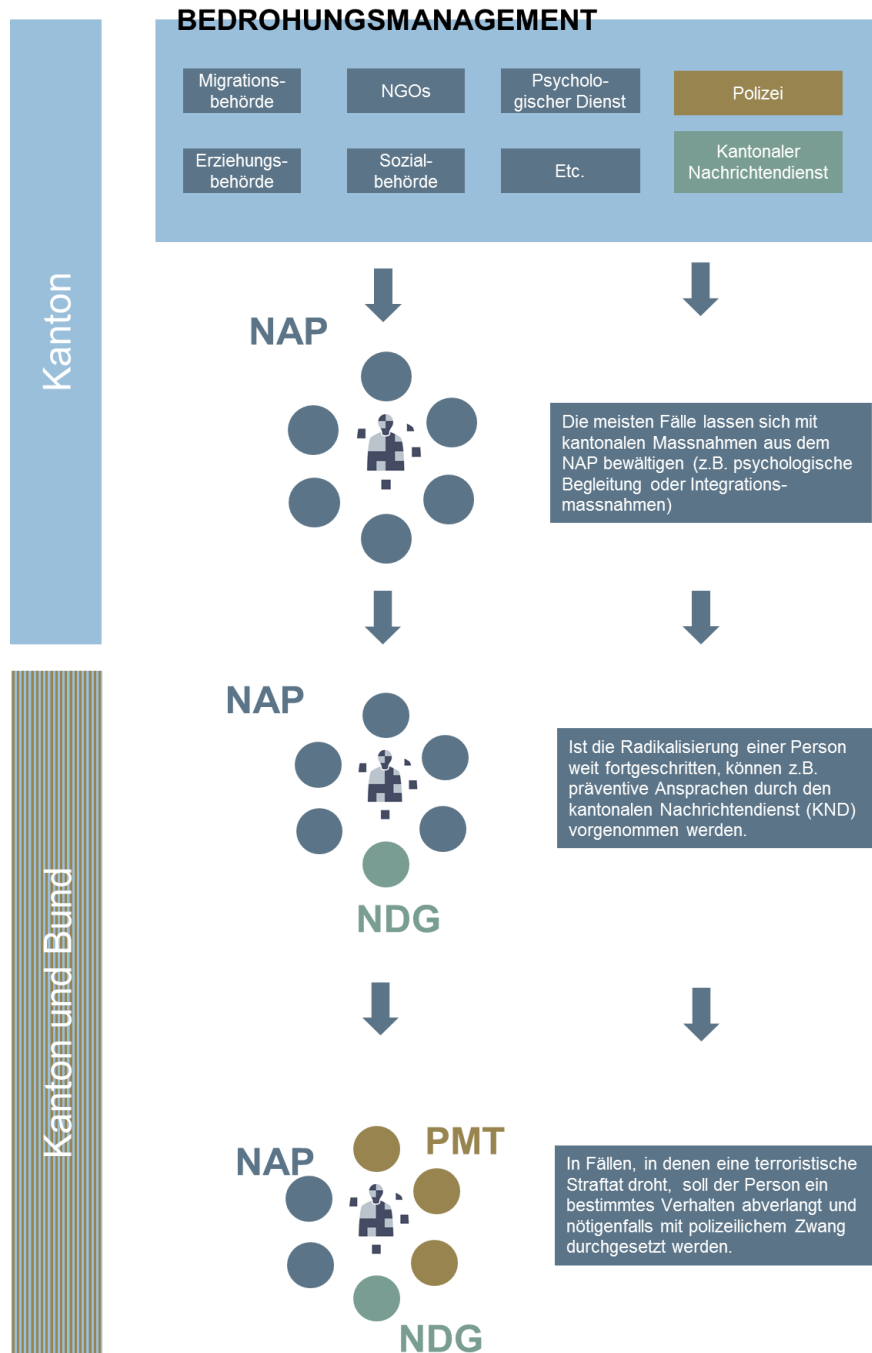 BEDROHUNGSMANAGEMENT
Migrations-
behörde
NGOs
Psycholo-
gischer Dienst
Polizei
Erziehungs-
behörde
Sozial-
behörde
Etc.
Kantonaler
Nachrichtendienst
Kanton
NAP
Die meisten Fälle lassen sich mit
kantonalen Massnahmen aus dem
NAP bewältigen (z.B. psychologische
Begleitung oder Integrations-
massnahmen)
Kanton und Bund
NAP
Ist die Radikalisierung einer Person
weit fortgeschritten, können z.B.
präventive Ansprachen durch den
kantonalen Nachrichtendienst (KND)
vorgenommen werden.
NDG
PMT
NAP
In Fällen, in denen eine terroristische
Straftat droht, soll der Person ein
bestimmtes Verhalten abverlangt und
nötigenfalls mit polizeilichem Zwang
durchgesetzt werden.
NDG